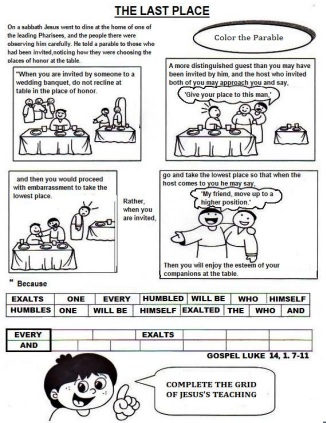 THE LAST PLACE
On a sabbath Jesus went to dine at the home of one of
the leading Pharisees, and the people there were
observing him carefully. He told a parable to those who
had been invited,noticing how they were choosing the
places of honor at the table.
Color the Parable
"When you are invited by someone to a
wedding banquet, do not recline at
table in the place of honor.
A more distinguished guest than you may have
been invited by him, and the host who invited
both of you may approach you and say,
'Give your place to this man,'
and then you would proceed
with embarrassment to take the
lowest place.
Rather,
when you
are invited,
go and take the lowest place so that when the
host comes to you he may say,
'My friend, move up to a
higher position.'
Then you will enjoy the esteem of your
companions at the table.
" Because
EXALTS ONE EVERY HUMBLED WILL BE WHO HIMSELF
HUMBLES ONE WILL BE HIMSELF EXALTED THE WHO AND
EVERY EXALTS
AND
GOSPEL LUKE 14, 1. 7-11
COMPLETE THE GRID
OF JESUS'S TEACHING